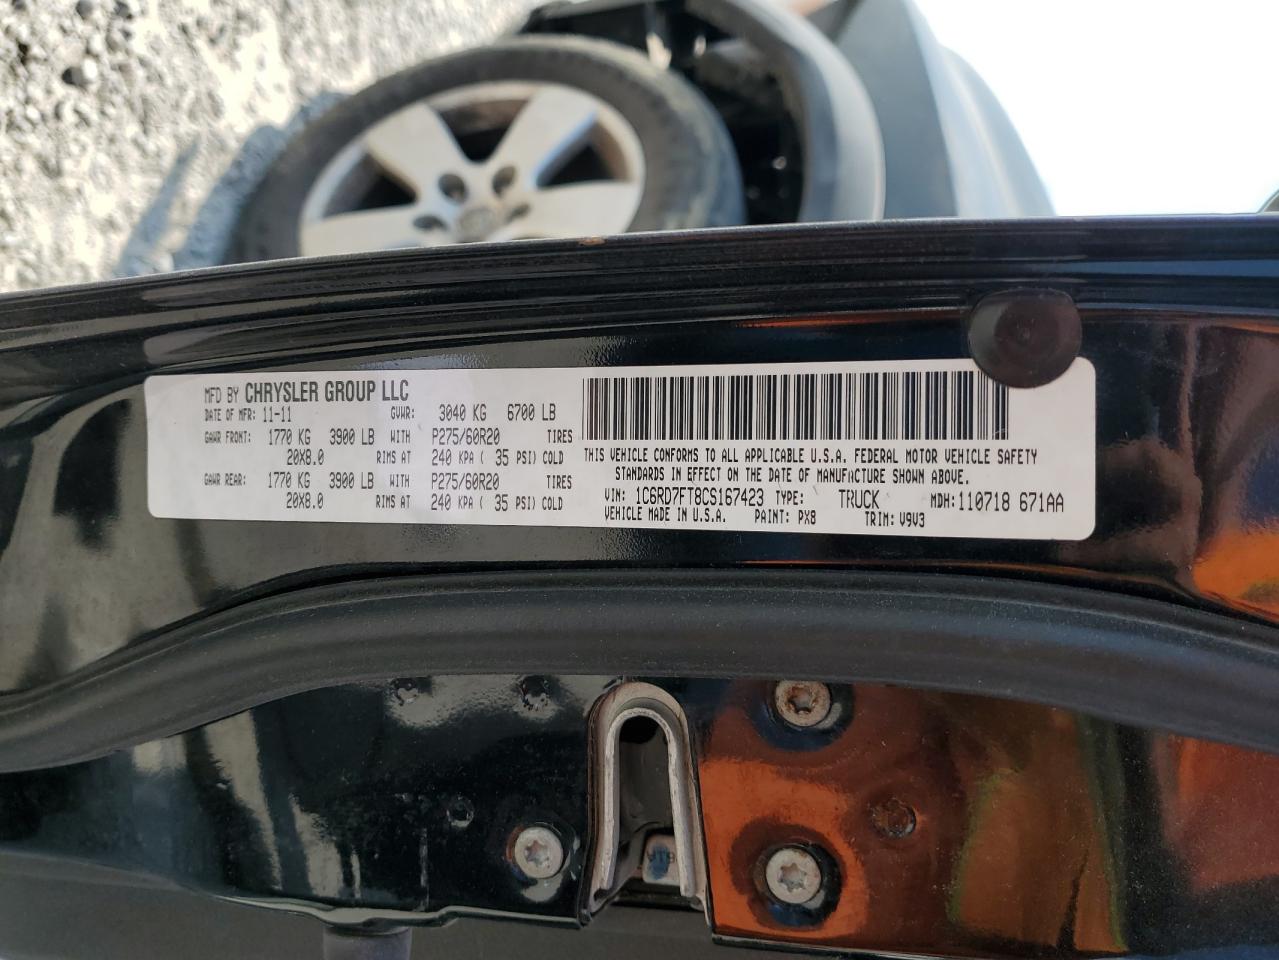 MFD BY CHRYSLER GROUP LLC
DATE OF MFR: 11-11 GVWR: 3040 KG 6700 LB
GAWR FRONT: 1770 KG 3900 LB WITH P275/60R20 TIRES
20X8.0 RIMS AT 240 KPA ( 35 PSI) COLD
GAWR REAR: 1770 KG 3900 LB WITH P275/60R20 TIRES
20X8.0 RIMS AT 240 KPA ( 35 PSI) COLD
THIS VEHICLE CONFORMS TO ALL APPLICABLE U.S.A. FEDERAL MOTOR VEHICLE SAFETY
STANDARDS IN EFFECT ON THE DATE OF MANUFACTURE SHOWN ABOVE.
VIN: 1C6RD7FT8CS167423 TYPE: TRUCK MDH: 110718 671AA
VEHICLE MADE IN U.S.A. PAINT: PX8 TRIM: V9V3